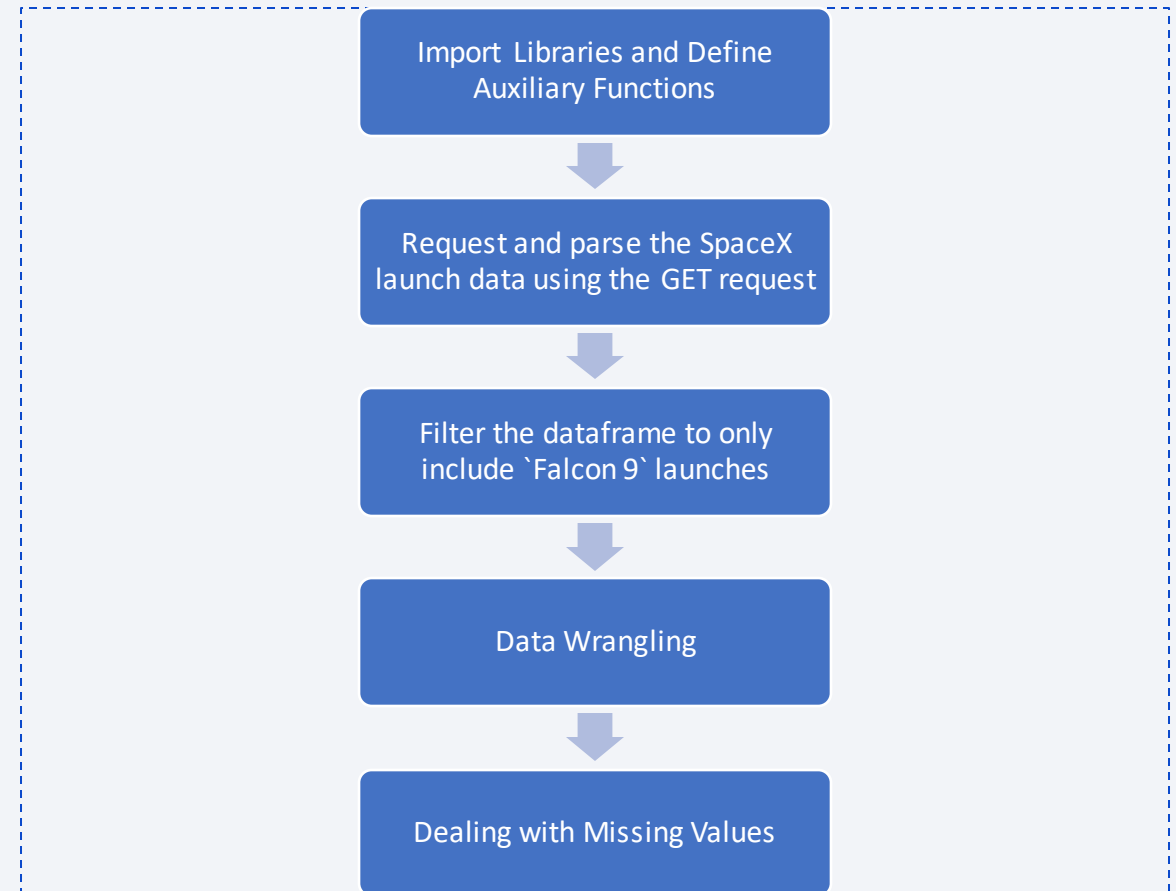 Import Libraries and Define
Auxiliary Functions
Request and parse the SpaceX
launch data using the GET request
Filter the dataframe to only
include `Falcon 9` launches
Data Wrangling
Dealing with Missing Values